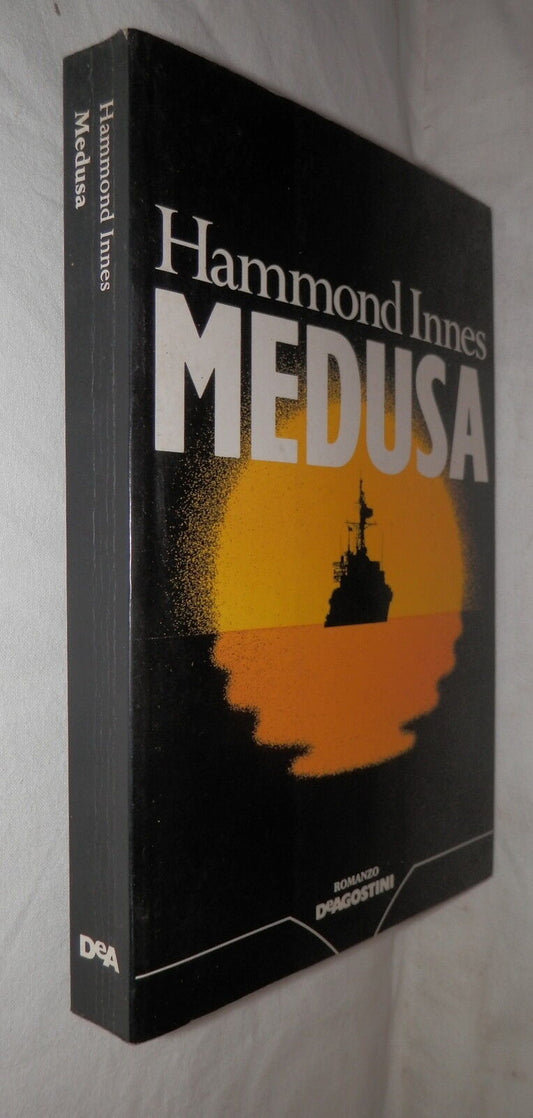 Hammond Innes
Medusa
DeA
Hammond Innes
MEDUSA
ROMANZO
DeAGOSTINI